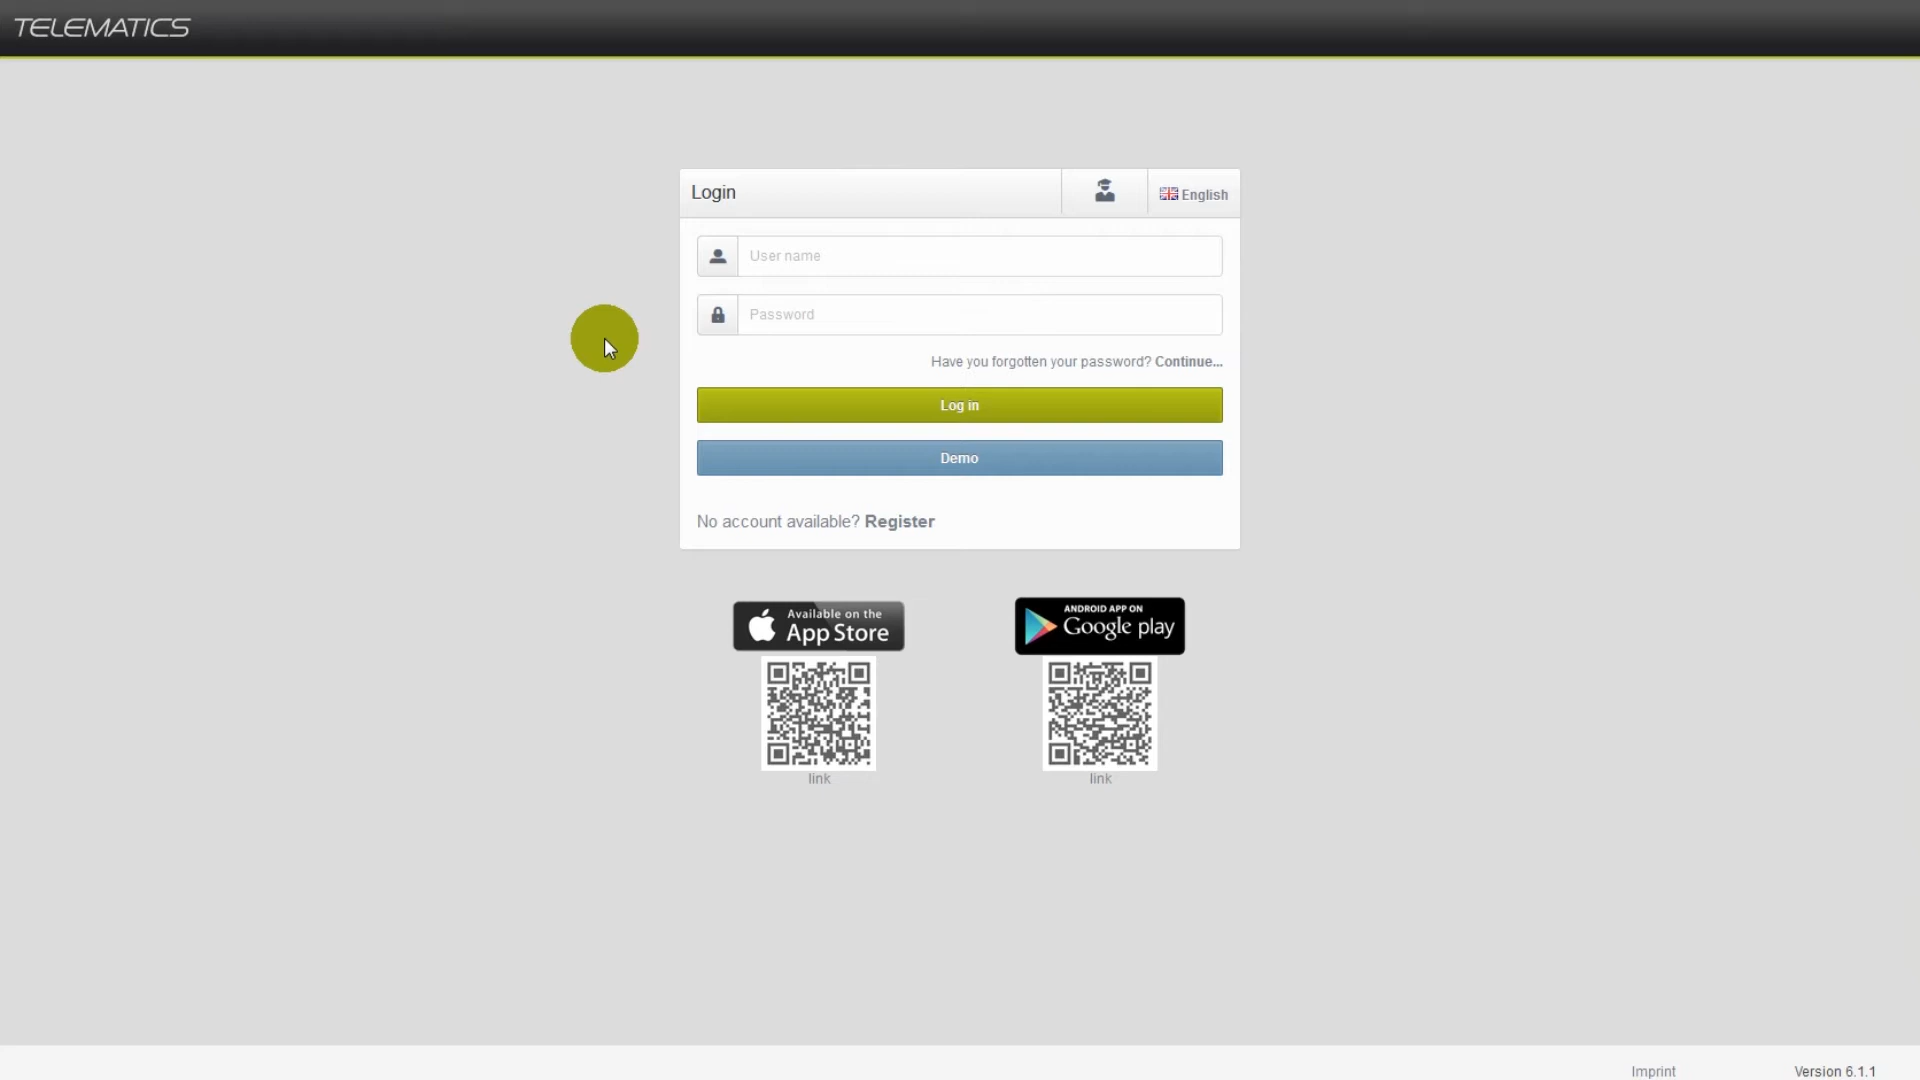 TELEMATICS
Login
English
User name
Password
Have you forgotten your password? Continue...
Log in
Demo
No account available? Register
Available on the
App Store
ANDROID APP ON
Google play
link
link
Imprint
Version 6.1.1